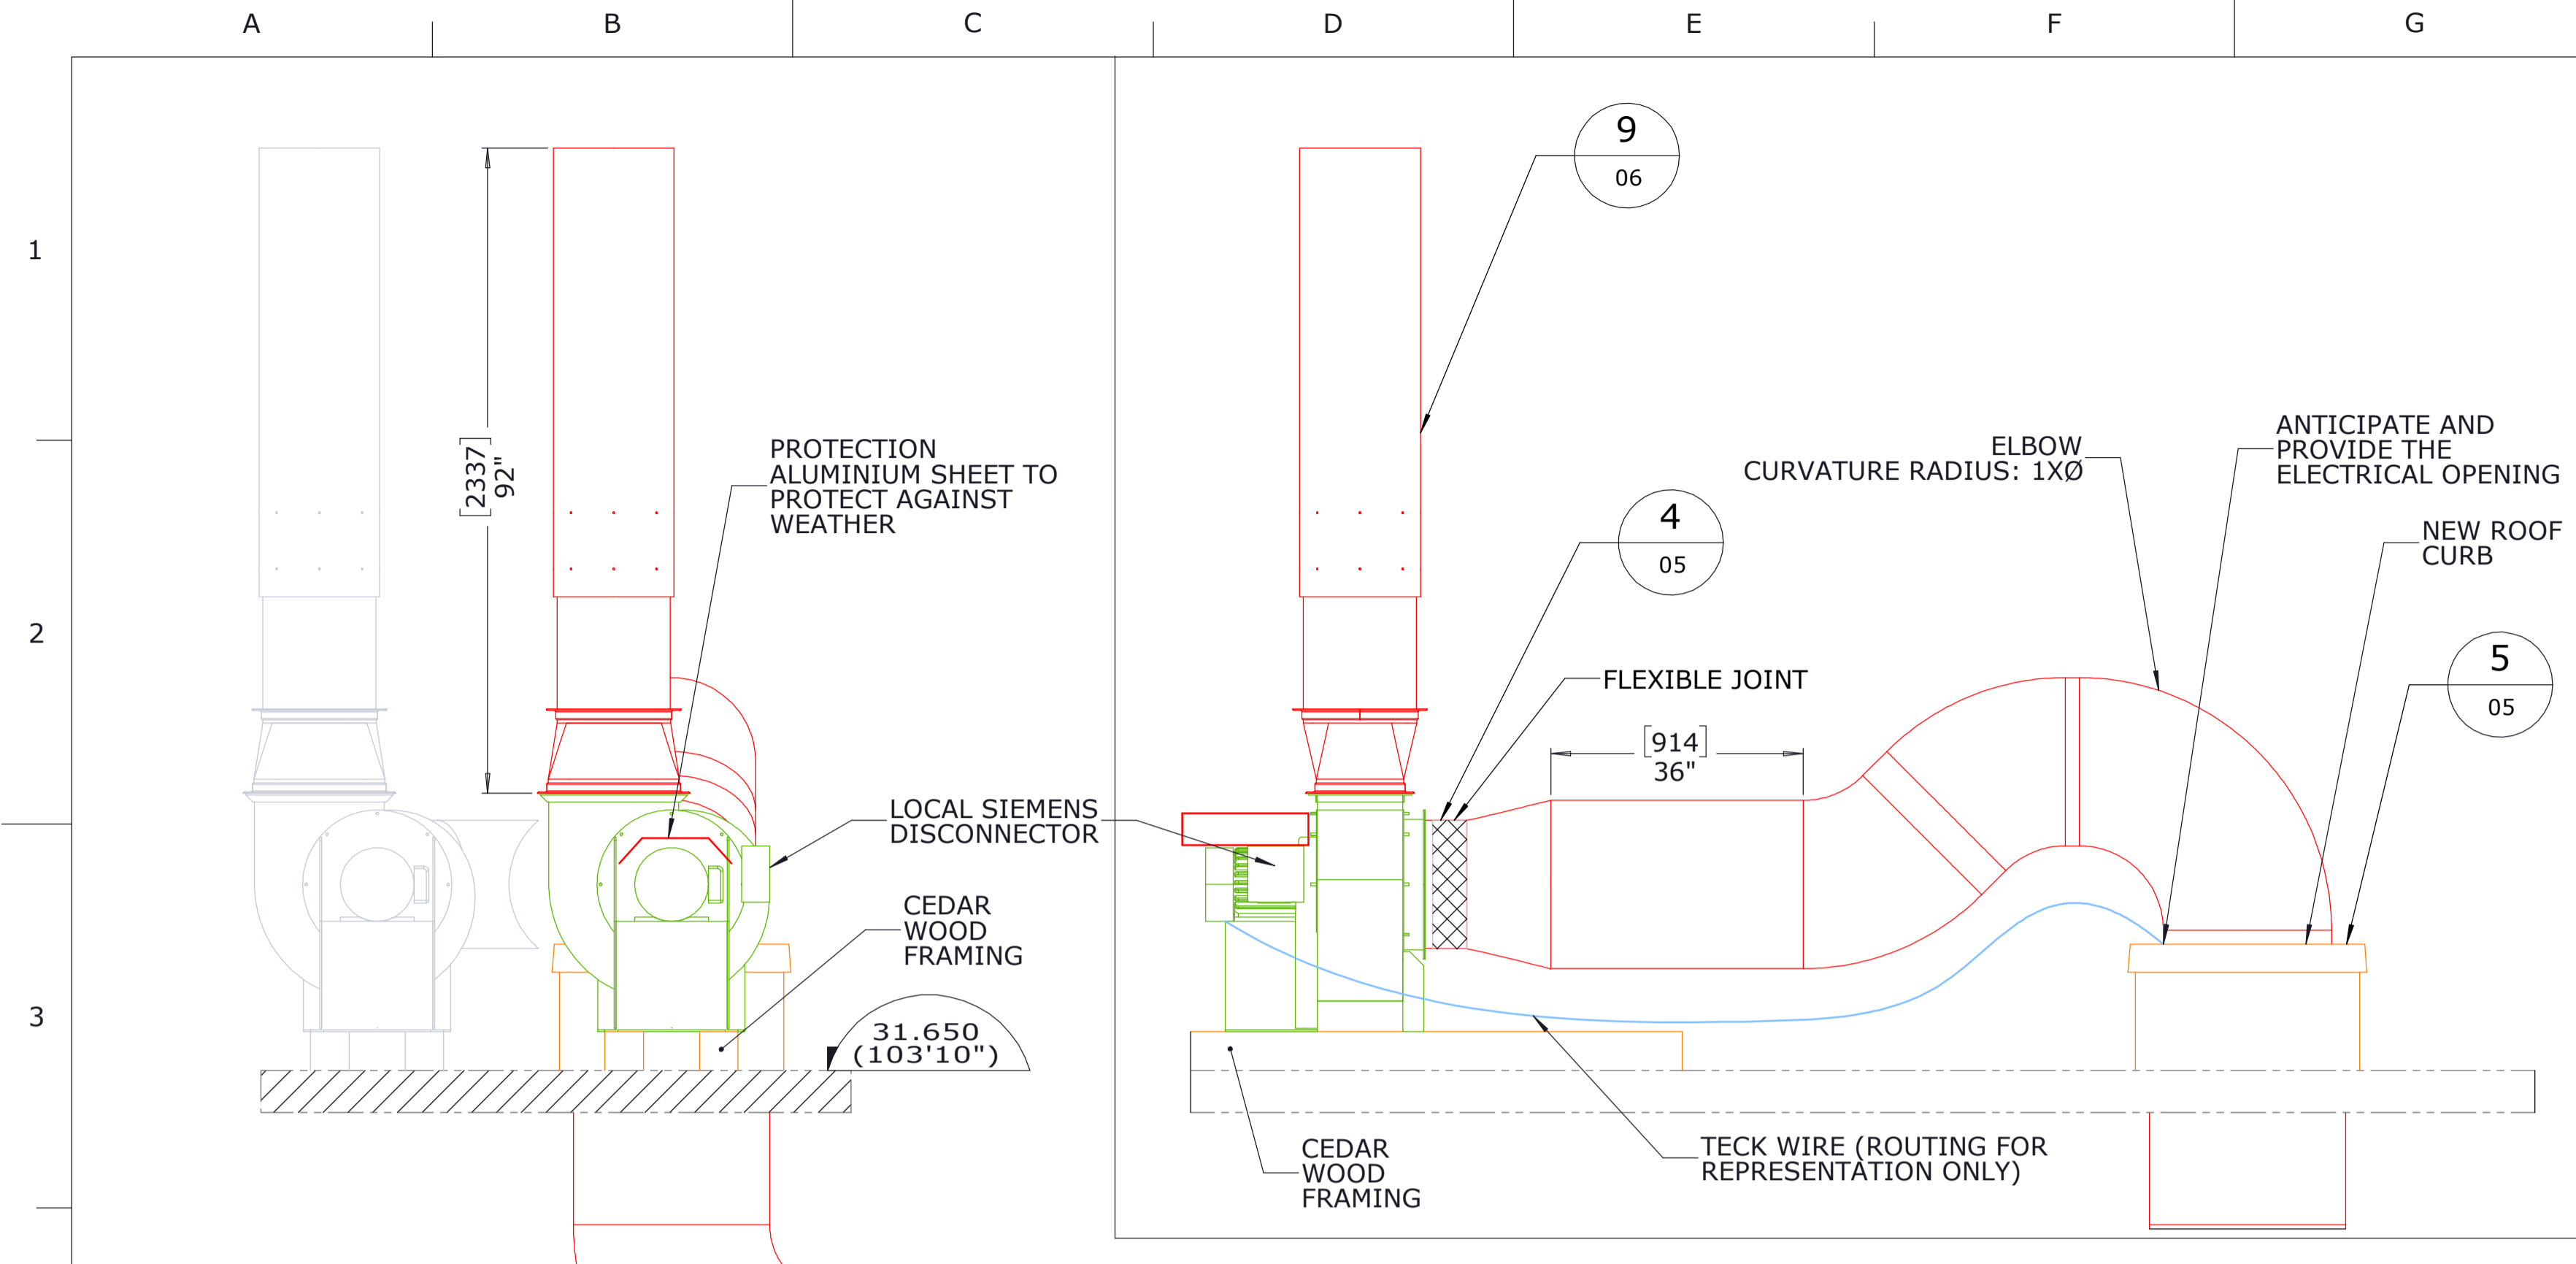 A
B
C
D
E
F
G
1
2
3
[2337]
92"
PROTECTION
ALUMINIUM SHEET TO
PROTECT AGAINST
WEATHER
LOCAL SIEMENS
DISCONNECTOR
CEDAR
WOOD
FRAMING
31.650
(103'10")
9
06
4
05
FLEXIBLE JOINT
[914]
36"
ELBOW
CURVATURE RADIUS: 1XØ
ANTICIPATE AND
PROVIDE THE
ELECTRICAL OPENING
NEW ROOF
CURB
5
05
CEDAR
WOOD
FRAMING
TECK WIRE (ROUTING FOR
REPRESENTATION ONLY)